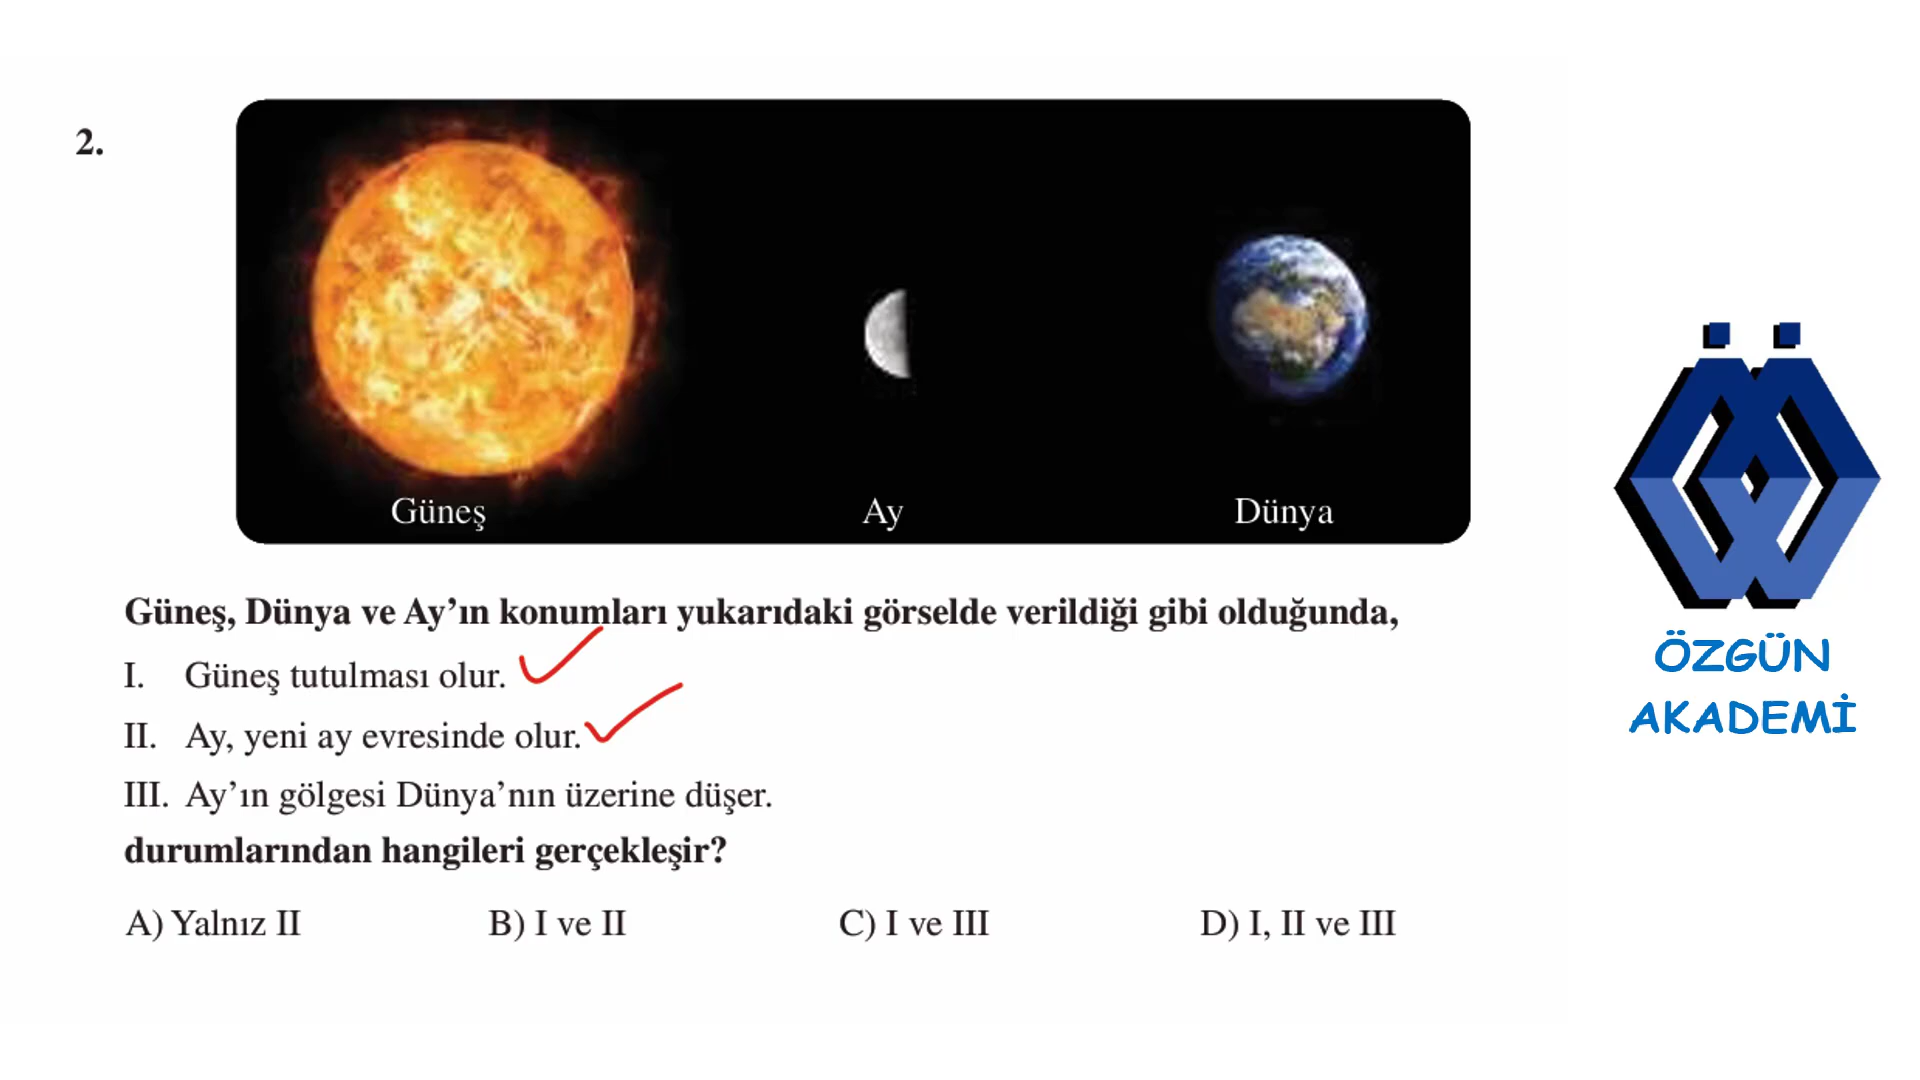 2.
Güneş
Ay
Dünya
Güneş, Dünya ve Ay’ın konumları yukarıdaki görselde verildiği gibi olduğunda,
I. Güneş tutulması olur.
II. Ay, yeni ay evresinde olur.
III. Ay’ın gölgesi Dünya’nın üzerine düşer.
durumlarından hangileri gerçekleşir?
A) Yalnız II B) I ve II C) I ve III D) I, II ve III
ÖZGÜN
AKADEMİ